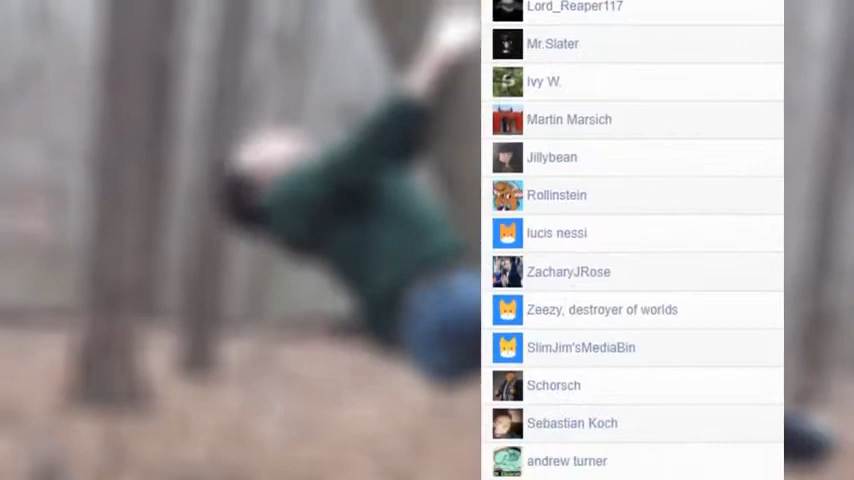 Lord_Reaper117
Mr.Slater
Ivy W.
Martin Marsich
Jillybean
Rollinstein
lucis nessi
ZacharyJRose
Zeezy, destroyer of worlds
SlimJim'sMediaBin
Schorsch
Sebastian Koch
andrew turner